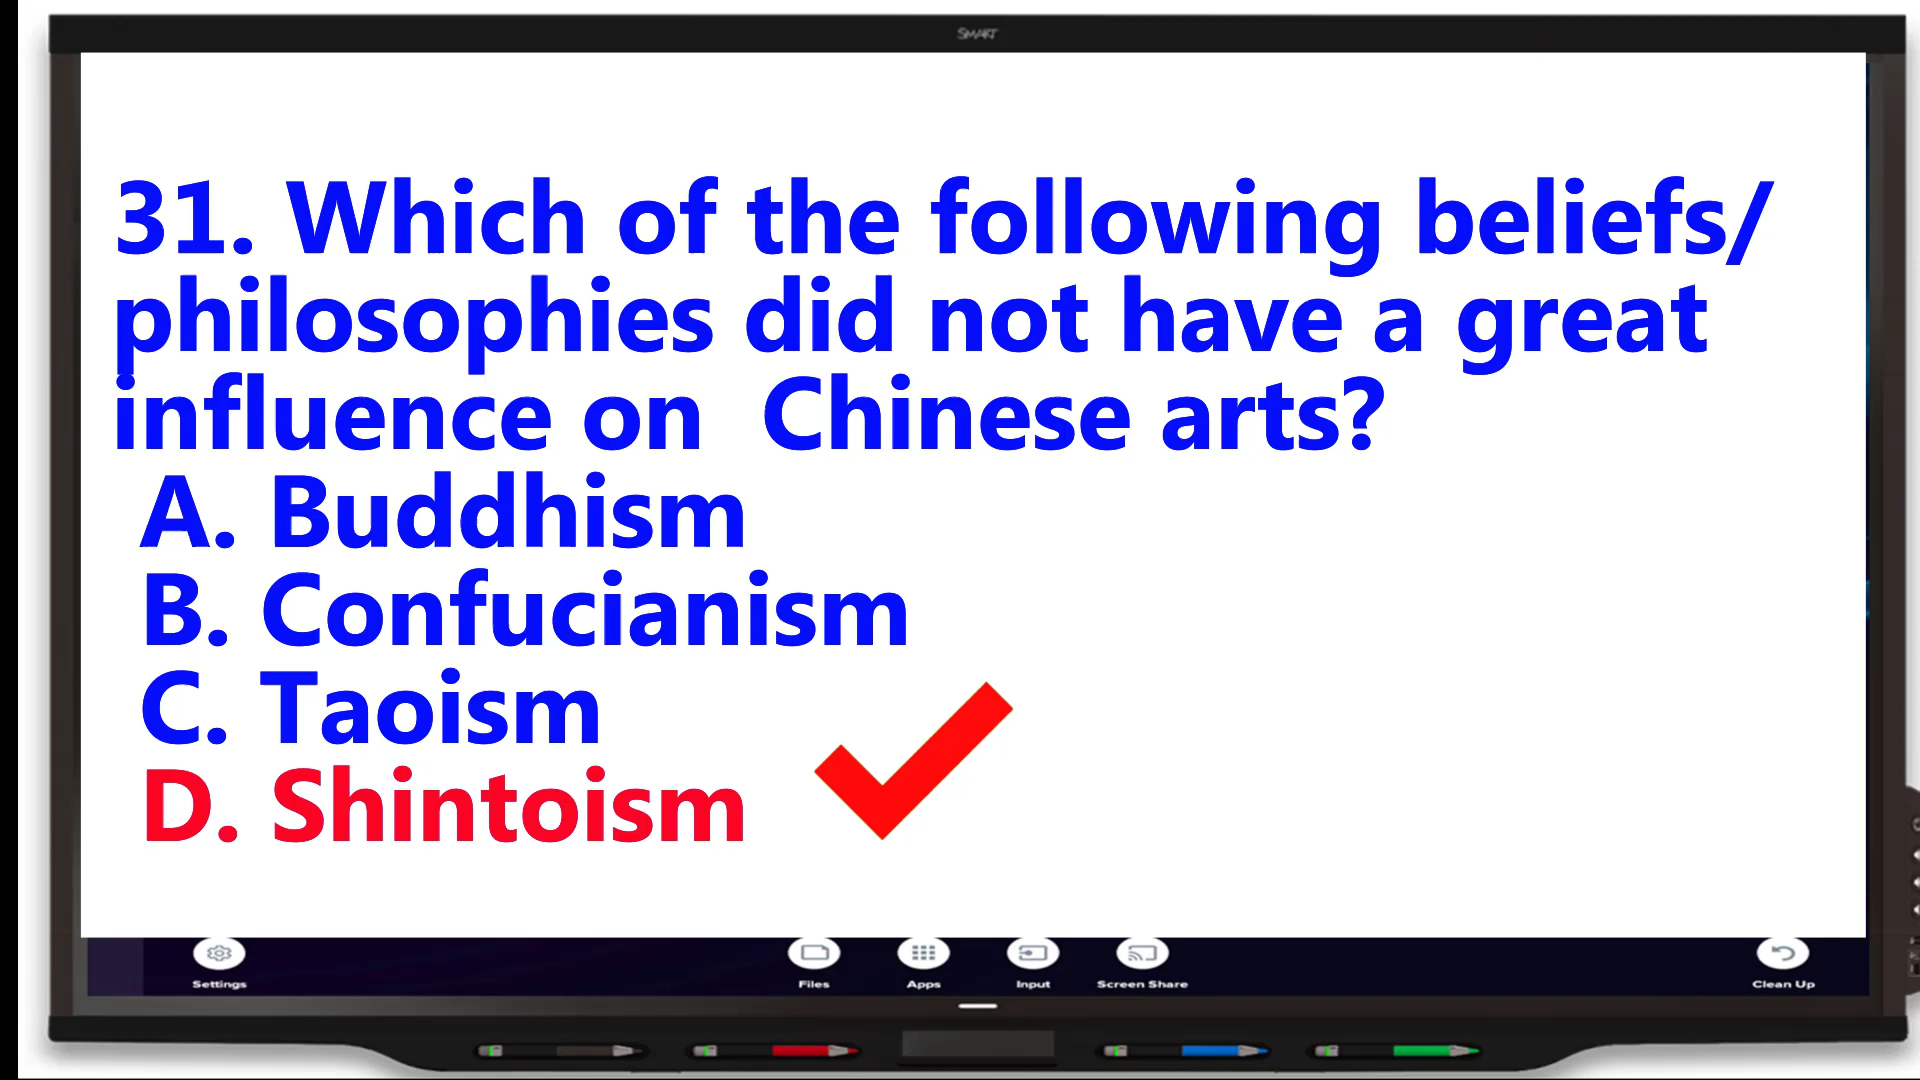 SMART
31. Which of the following beliefs/
philosophies did not have a great
influence on  Chinese arts?
A. Buddhism
B. Confucianism
C. Taoism
D. Shintoism
Settings
Files
Apps
Input
Screen Share
Clean Up